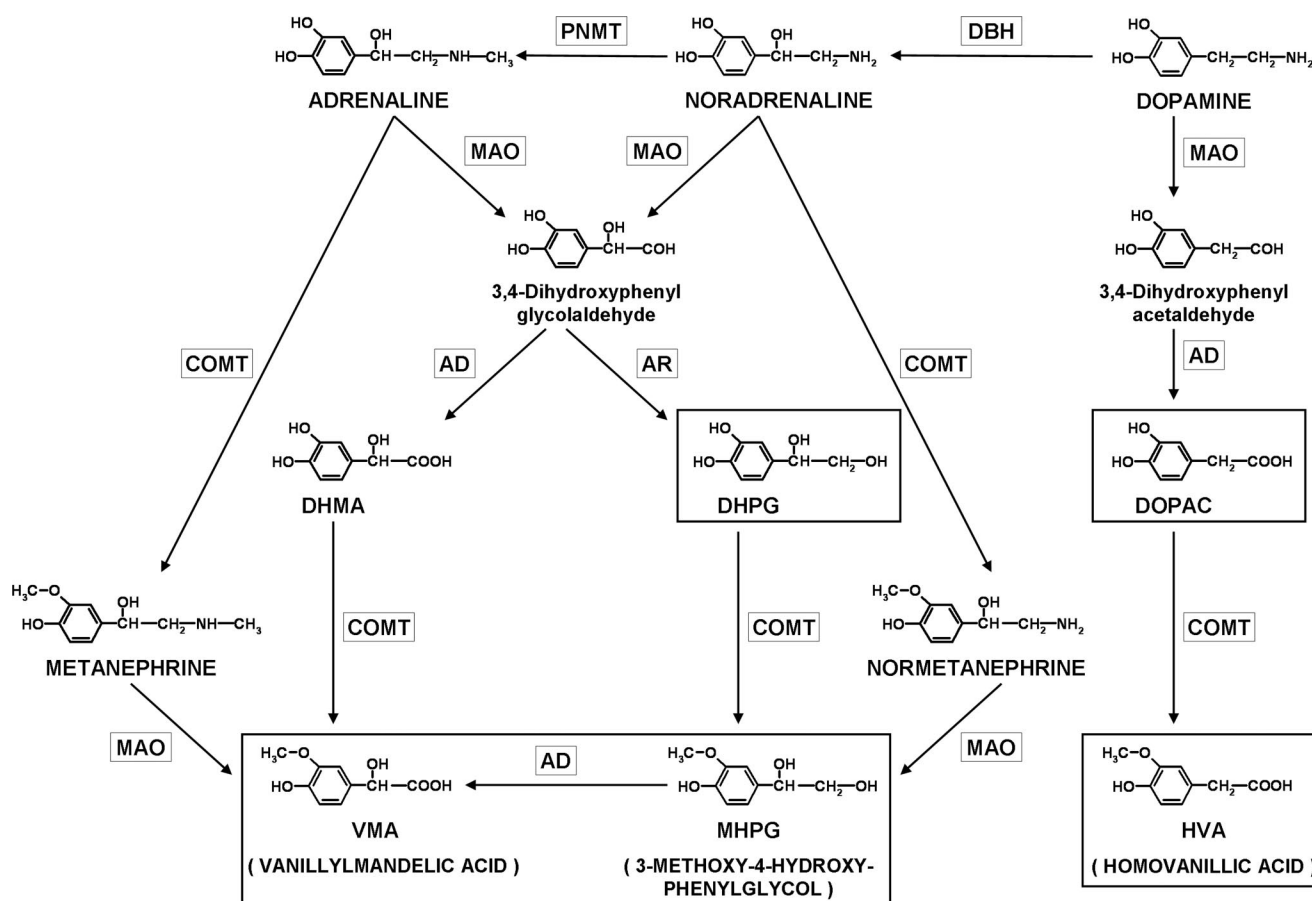 HO
HO
OH
CH
CH₂
NH
CH₃
ADRENALINE
PNMT
HO
HO
OH
CH
CH₂
NH₂
NORADRENALINE
DBH
HO
HO
CH₂
CH₂
NH₂
DOPAMINE
MAO
MAO
MAO
HO
HO
OH
CH
COH
3,4-Dihydroxyphenyl
glycolaldehyde
HO
HO
CH₂
COH
3,4-Dihydroxyphenyl
acetaldehyde
COMT
AD
AR
COMT
AD
HO
HO
OH
CH
COOH
DHMA
HO
HO
OH
CH
CH₂
OH
DHPG
HO
HO
CH₂
COOH
DOPAC
H₃C
O
HO
OH
CH
CH₂
NH
CH₃
METANEPHRINE
COMT
COMT
H₃C
O
HO
OH
CH
CH₂
NH₂
NORMETANEPHRINE
COMT
MAO
H₃C
O
HO
OH
CH
COOH
VMA
( VANILLYLMANDELIC ACID )
AD
H₃C
O
HO
OH
CH
CH₂
OH
MHPG
( 3-METHOXY-4-HYDROXY-
PHENYLGLYCOL )
MAO
H₃C
O
HO
CH₂
COOH
HVA
( HOMOVANILLIC ACID )